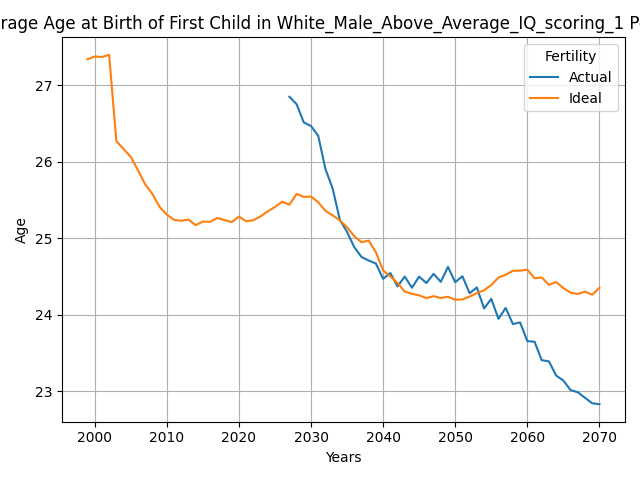 rage Age at Birth of First Child in White_Male_Above_Average_IQ_scoring_1 P
Fertility
Actual
Ideal
27
26
25
24
23
Age
2000 2010 2020 2030 2040 2050 2060 2070
Years